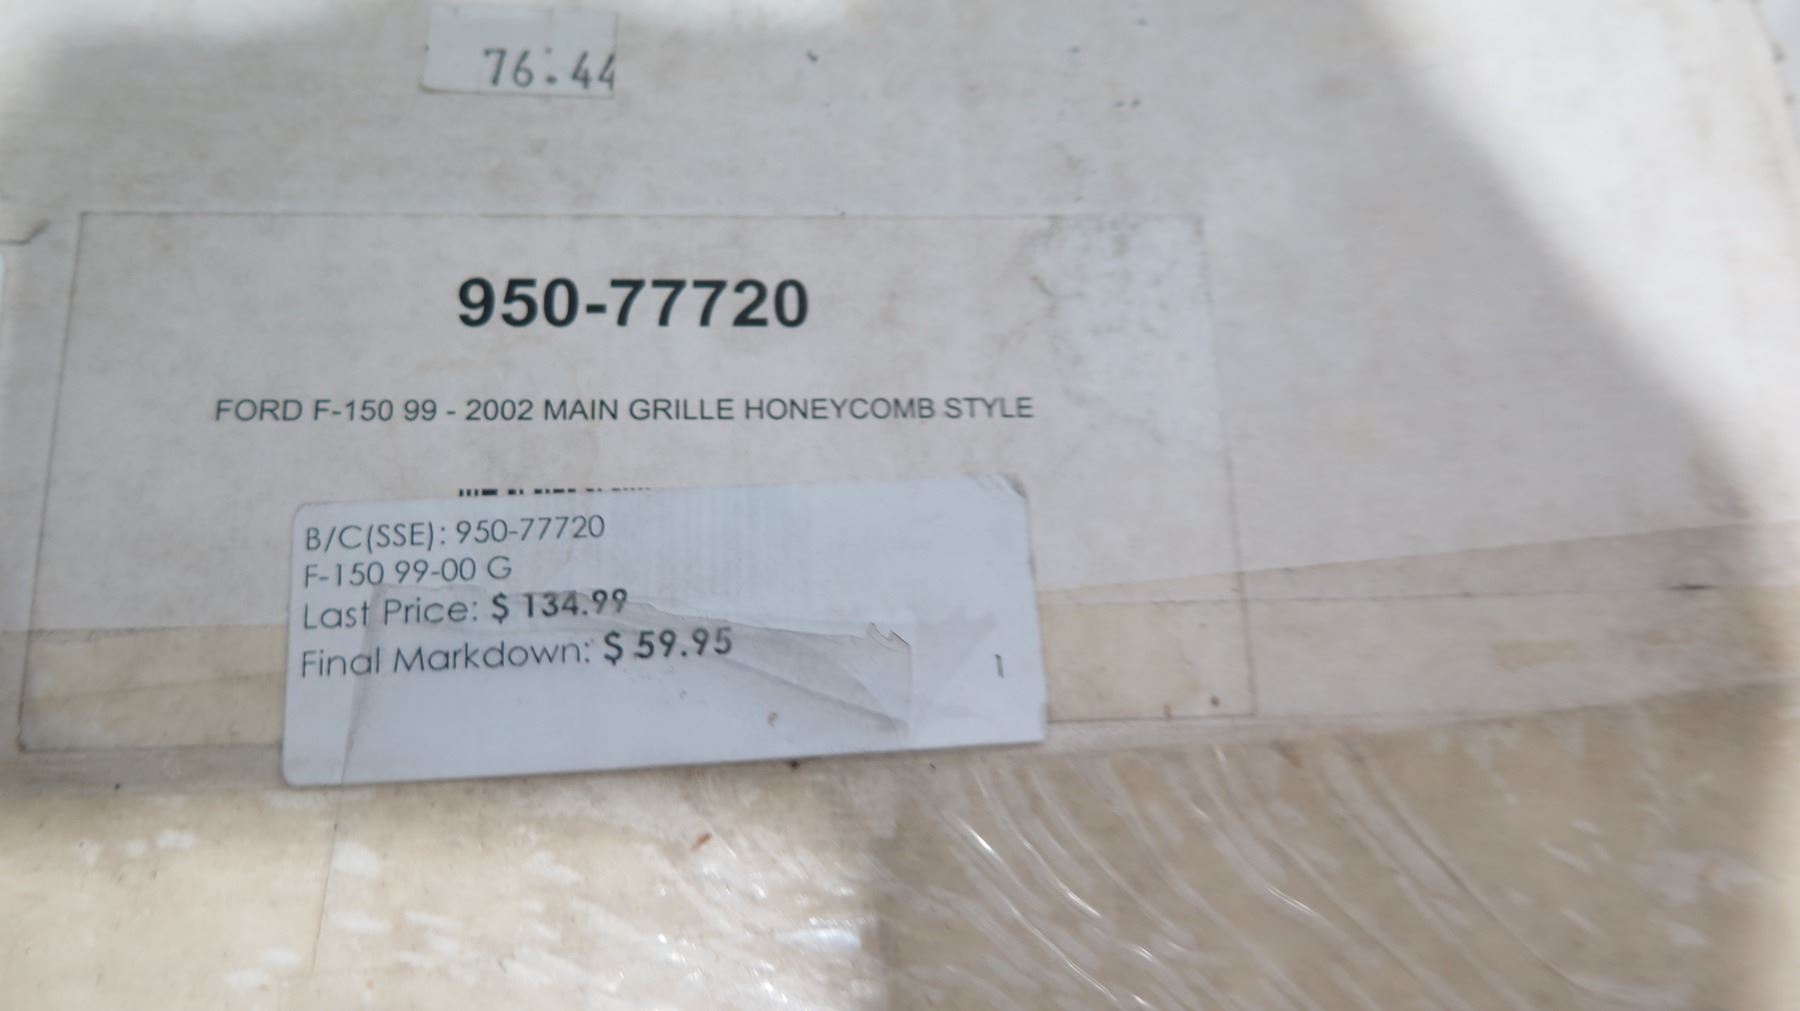 76.44
950-77720
FORD F-150 99 - 2002 MAIN GRILLE HONEYCOMB STYLE
B/C(SSE): 950-77720
F-150 99-00 G
Last Price: $ 134.99
Final Markdown: $ 59.95
1